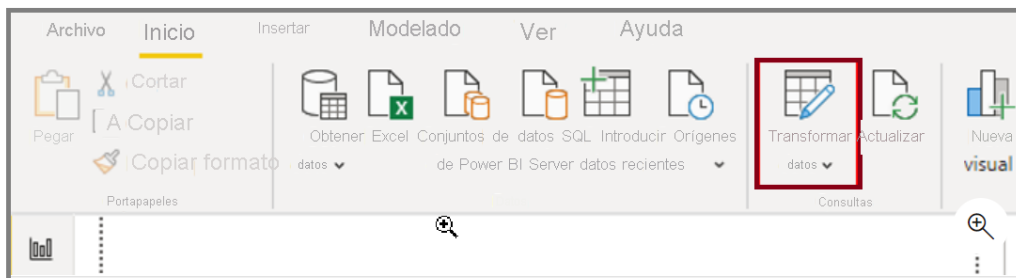 Archivo Inicio Insertar Modelado Ver Ayuda
Cortar
A Copiar
Pegar
Copiar formato
Portapapeles
Obtener Excel Conjuntos de datos SQL Introducir Orígenes
datos de Power BI Server datos recientes
Transformar Actualizar
datos
Consultas
Nueva
visual